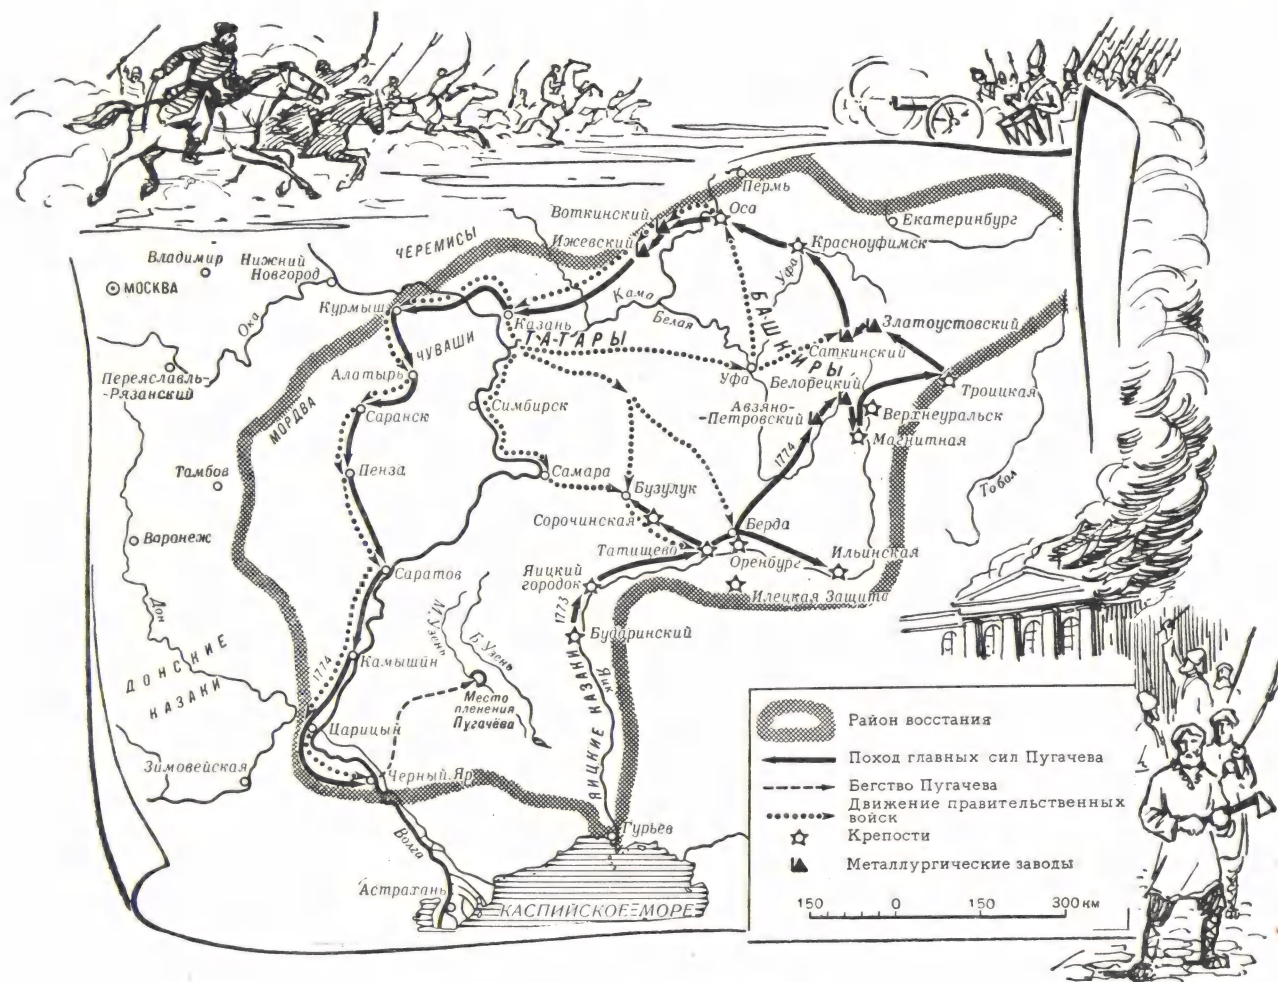 Пермь
Воткинский
Оса
Екатеринбург
Ижевский
Красноуфимск
ЧЕРЕМИСЫ
Владимир
Нижний
Новгород
МОСКВА
Уфа
Кама
БАШКИРЫ
Курмыш
Ока
Белая
Казань
Златоустовский
ТАТАРЫ
ЧУВАШИ
Саткинский
Переяславль-
-Рязанский
Алатырь
Уфа
Белорецкий
Троицкая
Саранск
Симбирск
Авзяно-
-Петровский
Верхнеуральск
МОРДВА
Магнитная
1774
Тамбов
Пенза
Самара
Тобол
Бузулук
Сорочинская
Берда
Воронеж
Татищево
Оренбург
Ильинская
Саратов
Яицкий
городок
Илецкая Защита
Дон
М.Узень
1773
Б.Узень
Бударинский
ДОНСКИЕ
КАЗАКИ
Камышин
1774
Яик
Место
пленения
Пугачёва
ЯИЦКИЕ КАЗАКИ
Царицын
Зимовейская
Черный Яр
Гурьев
Волга
Астрахань
КАСПИЙСКОЕ МОРЕ
Район восстания
Поход главных сил Пугачева
Бегство Пугачева
Движение правительственных
войск
Крепости
Металлургические заводы
150 0 150 300 км